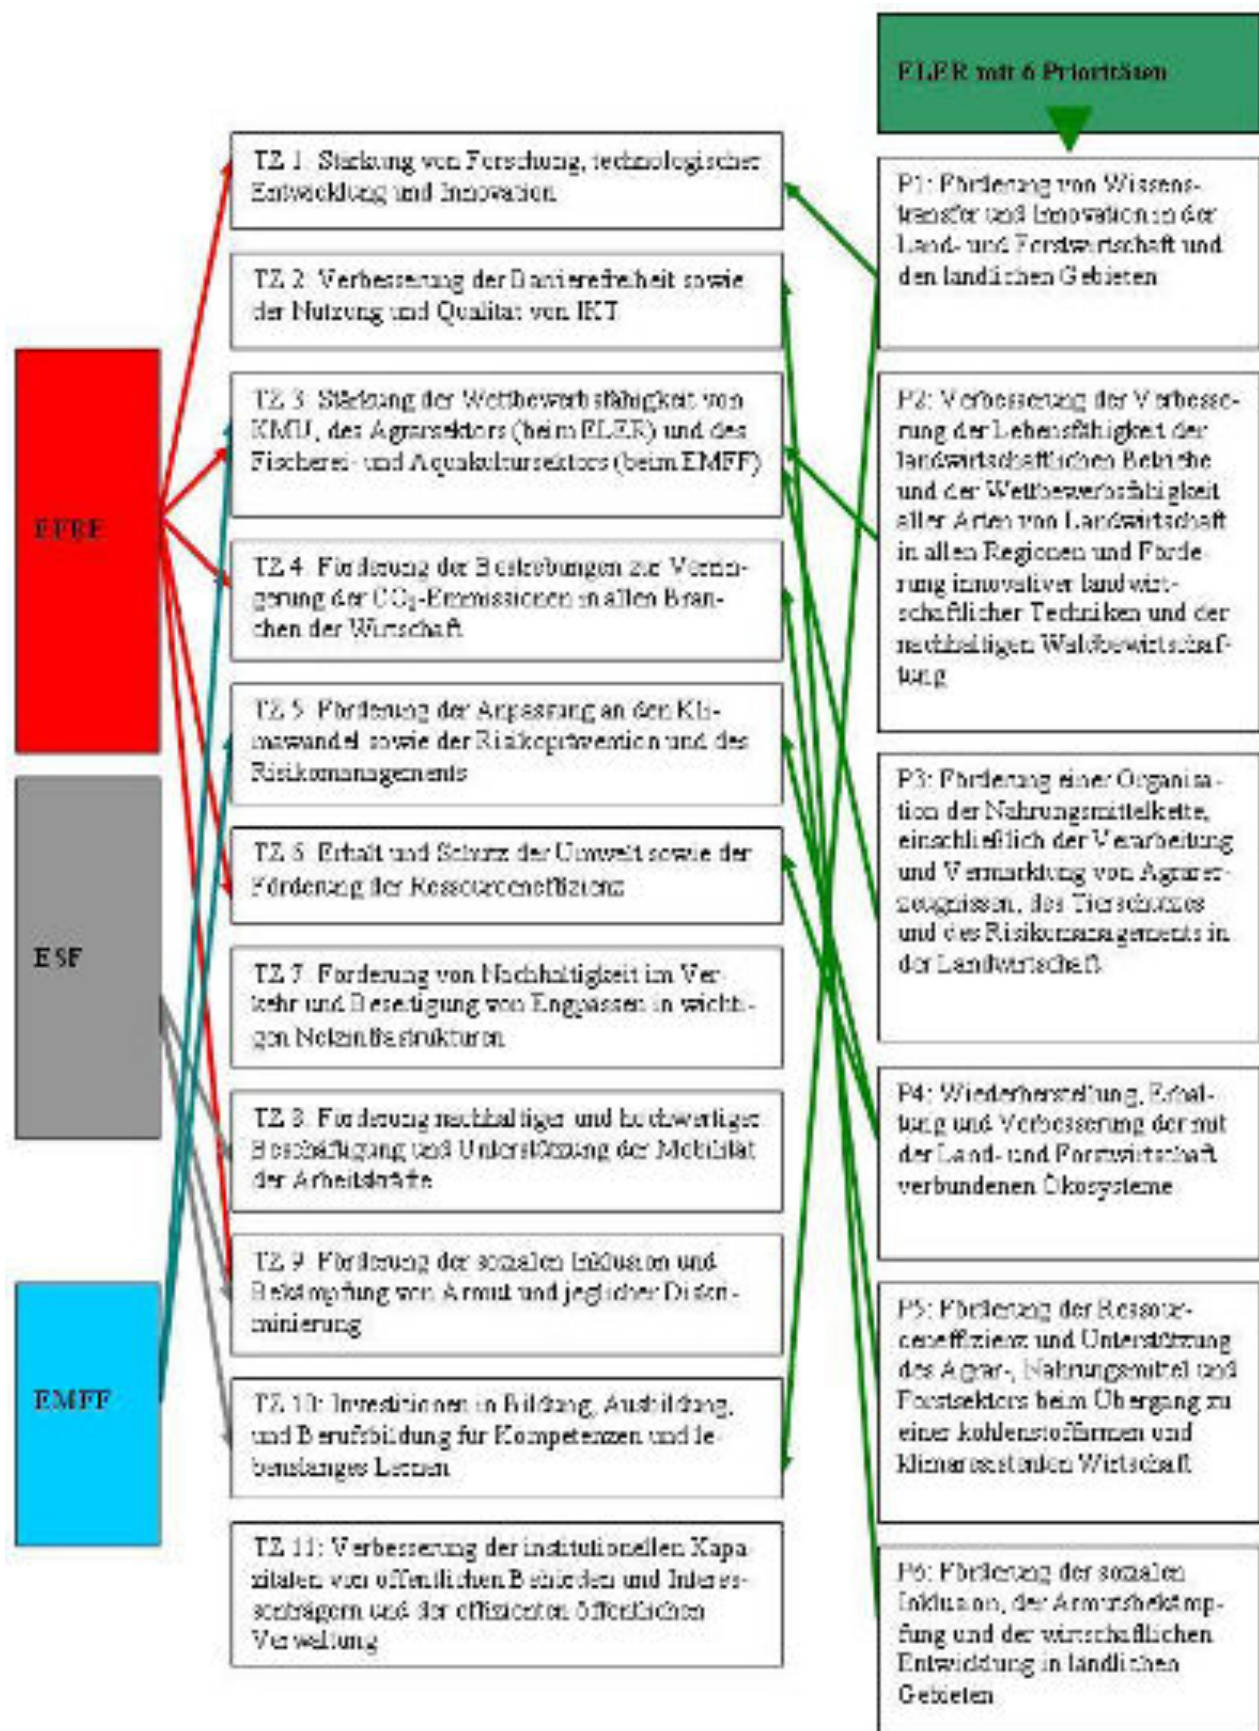 ELER mit 6 Prioritäten
TZ 1: Stärkung von Forschung, technologischer
Entwicklung und Innovation
TZ 2: Verbesserung der Barrierefreiheit sowie
der Nutzung und Qualität von IKT
TZ 3: Stärkung der Wettbewerbsfähigkeit von
KMU, des Agrarsektors (beim ELER) und des
Fischerei- und Aquakultursektors (beim EMFF)
TZ 4: Förderung der Bestrebungen zur Verrin-
gerung der CO₂-Emmissionen in allen Bran-
chen der Wirtschaft
TZ 5: Förderung der Anpassung an den Kli-
mawandel sowie der Risikoprävention und des
Risikomanagements
TZ 6: Erhalt und Schutz der Umwelt sowie der
Förderung der Ressourceneffizienz
TZ 7: Förderung von Nachhaltigkeit im Ver-
kehr und Beseitigung von Engpässen in wichti-
gen Netzinfrastrukturen
TZ 8: Förderung nachhaltiger und hochwertiger
Beschäftigung und Unterstützung der Mobilität
der Arbeitskräfte
TZ 9: Förderung der sozialen Inklusion und
Bekämpfung von Armut und jeglicher Diskri-
minierung
TZ 10: Investitionen in Bildung, Ausbildung,
und Berufsbildung für Kompetenzen und le-
benslanges Lernen
TZ 11: Verbesserung der institutionellen Kapa-
zitäten von öffentlichen Behörden und Interes-
senträgern und der effizienten öffentlichen
Verwaltung
EFRE
ESF
EMFF
P1: Förderung von Wissens-
transfer und Innovation in der
Land- und Forstwirtschaft und
den ländlichen Gebieten
P2: Verbesserung der Verbesse-
rung der Lebensfähigkeit der
landwirtschaftlichen Betriebe
und der Wettbewerbsfähigkeit
aller Arten von Landwirtschaft
in allen Regionen und Förde-
rung innovativer landwirt-
schaftlicher Techniken und der
nachhaltigen Waldbewirtschaf-
tung
P3: Förderung einer Organisa-
tion der Nahrungsmittelkette,
einschließlich der Verarbeitung
und Vermarktung von Agrarer-
zeugnissen, des Tierschutzes
und des Risikomanagements in
der Landwirtschaft
P4: Wiederherstellung, Erhal-
tung und Verbesserung der mit
der Land- und Forstwirtschaft
verbundenen Ökosysteme
P5: Förderung der Ressour-
ceneffizienz und Unterstützung
des Agrar-, Nahrungsmittel und
Forstsektors beim Übergang zu
einer kohlenstoffarmen und
klimaresistenten Wirtschaft
P6: Förderung der sozialen
Inklusion, der Armutsbekämp-
fung und der wirtschaftlichen
Entwicklung in ländlichen
Gebieten